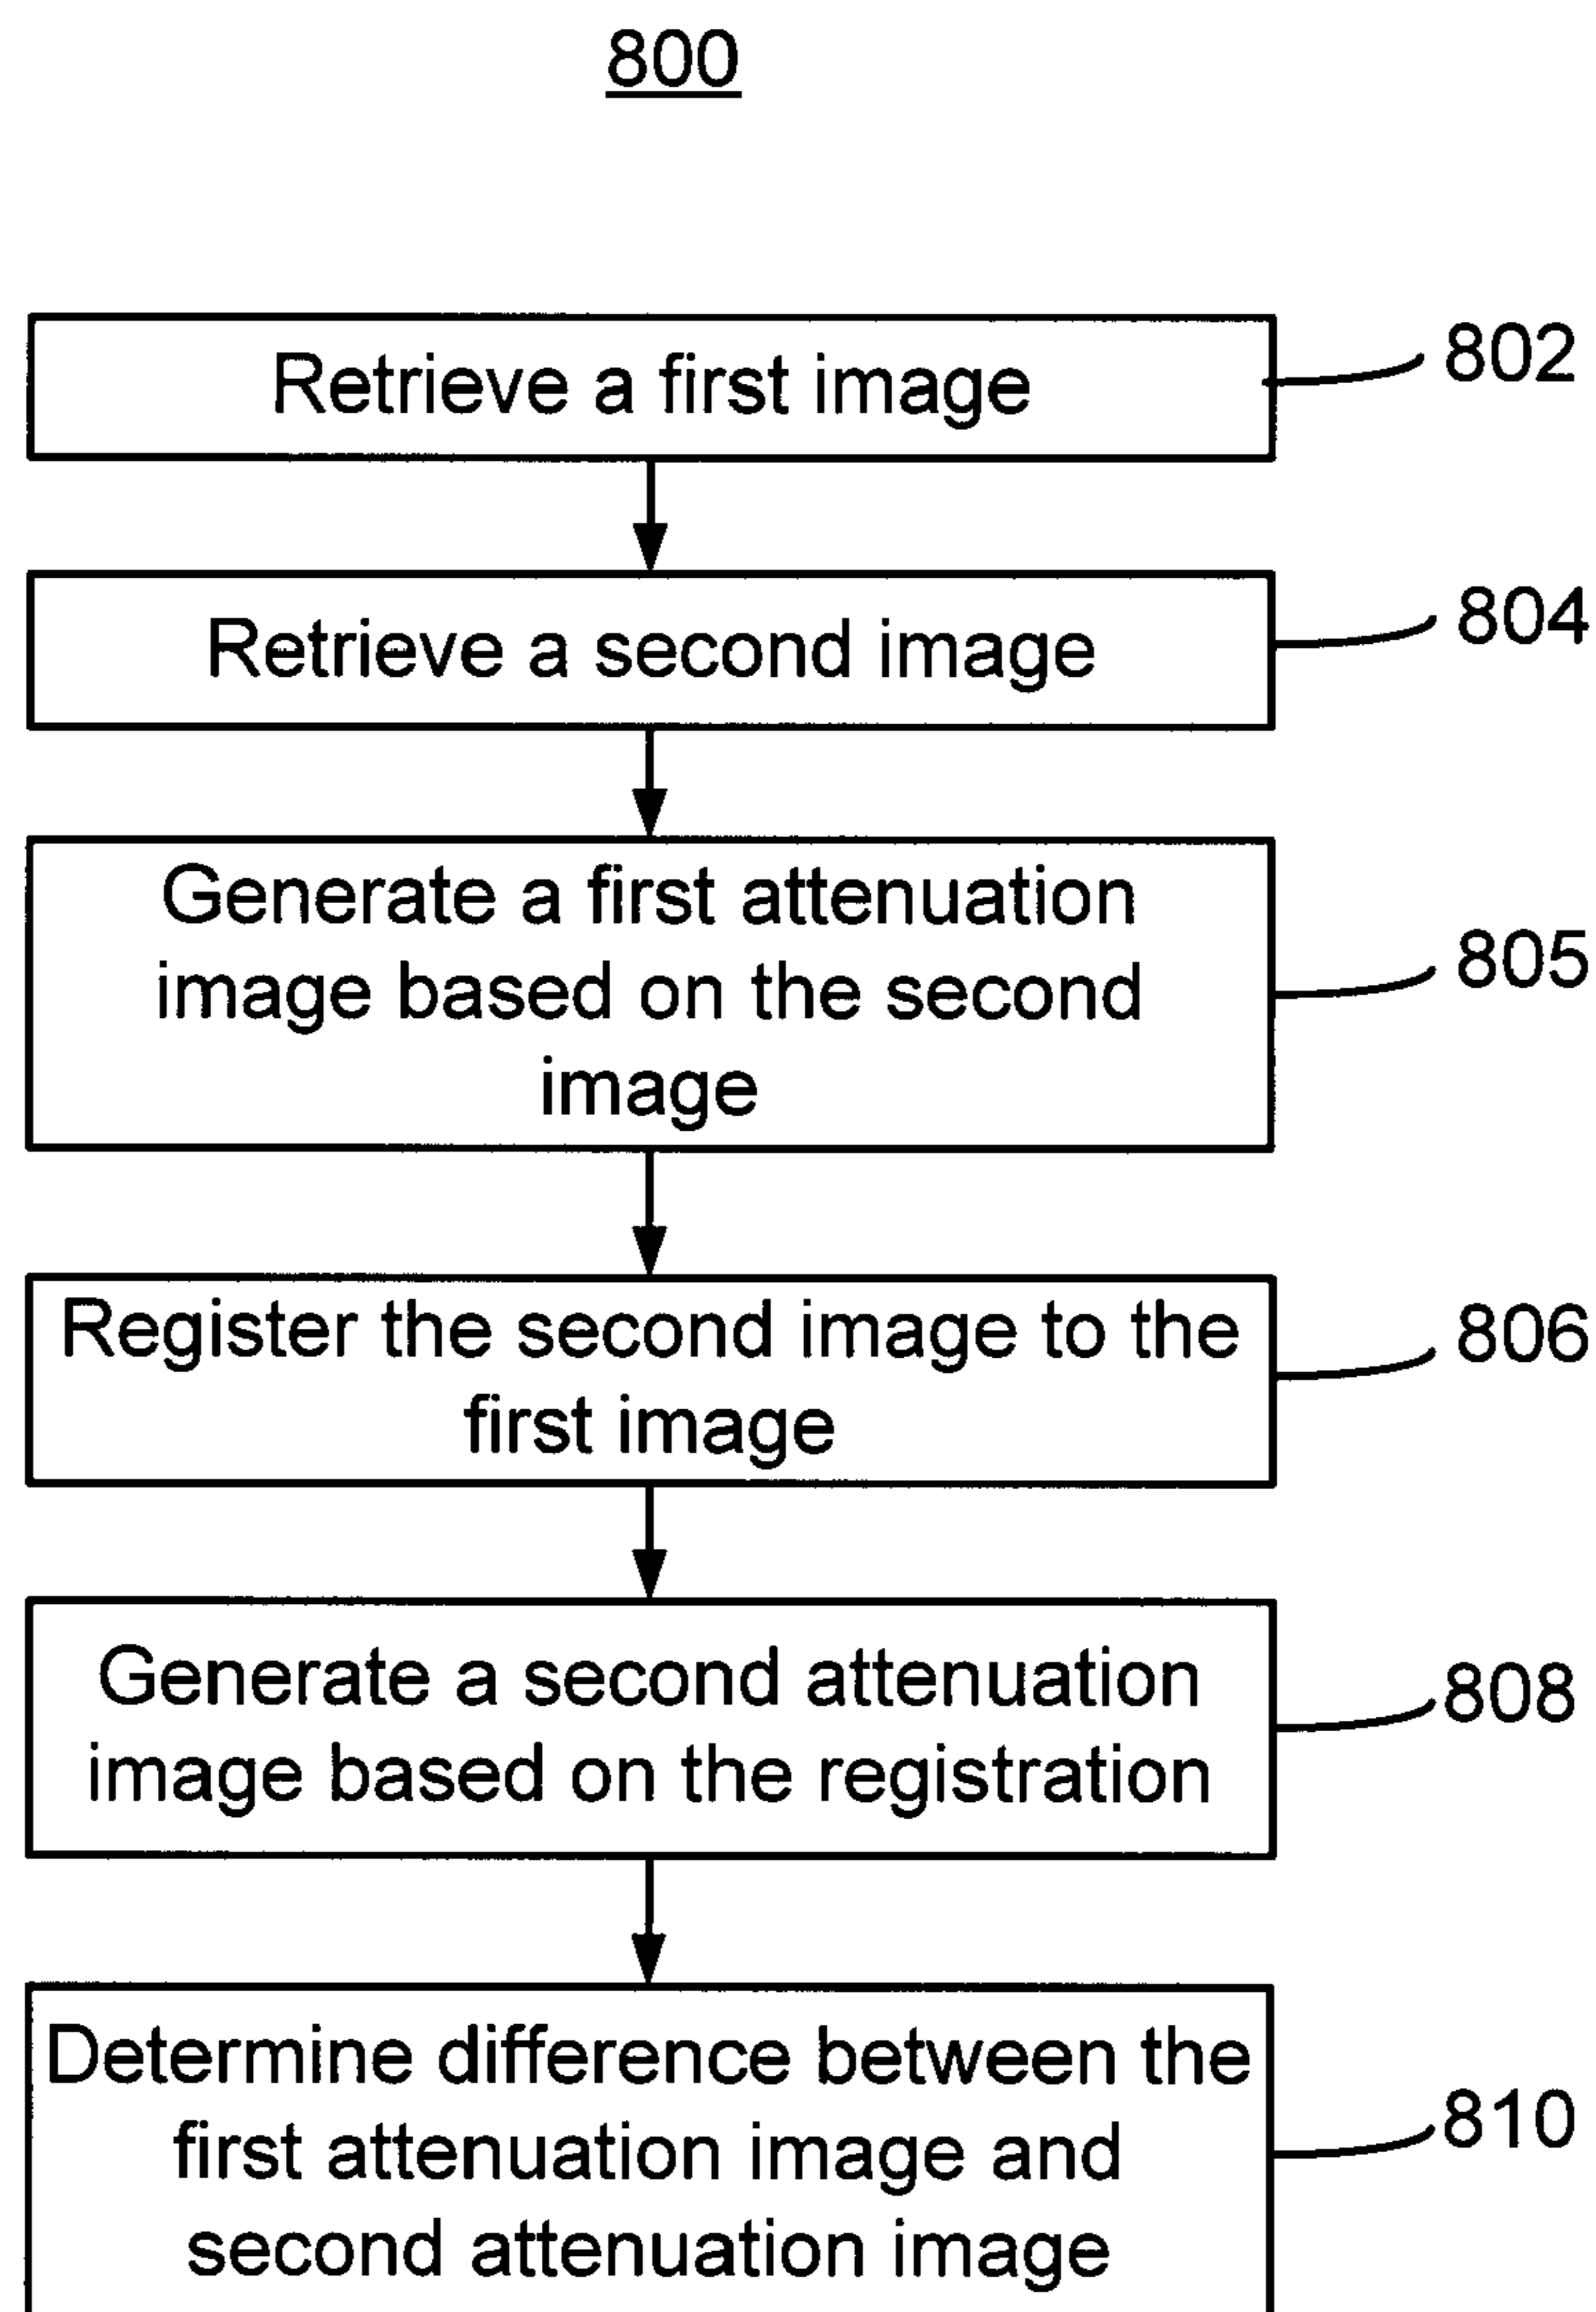 800
Retrieve a first image
802
Retrieve a second image
804
Generate a first attenuation
image based on the second
image
805
Register the second image to the
first image
806
Generate a second attenuation
image based on the registration
808
Determine difference between the
first attenuation image and
second attenuation image
810